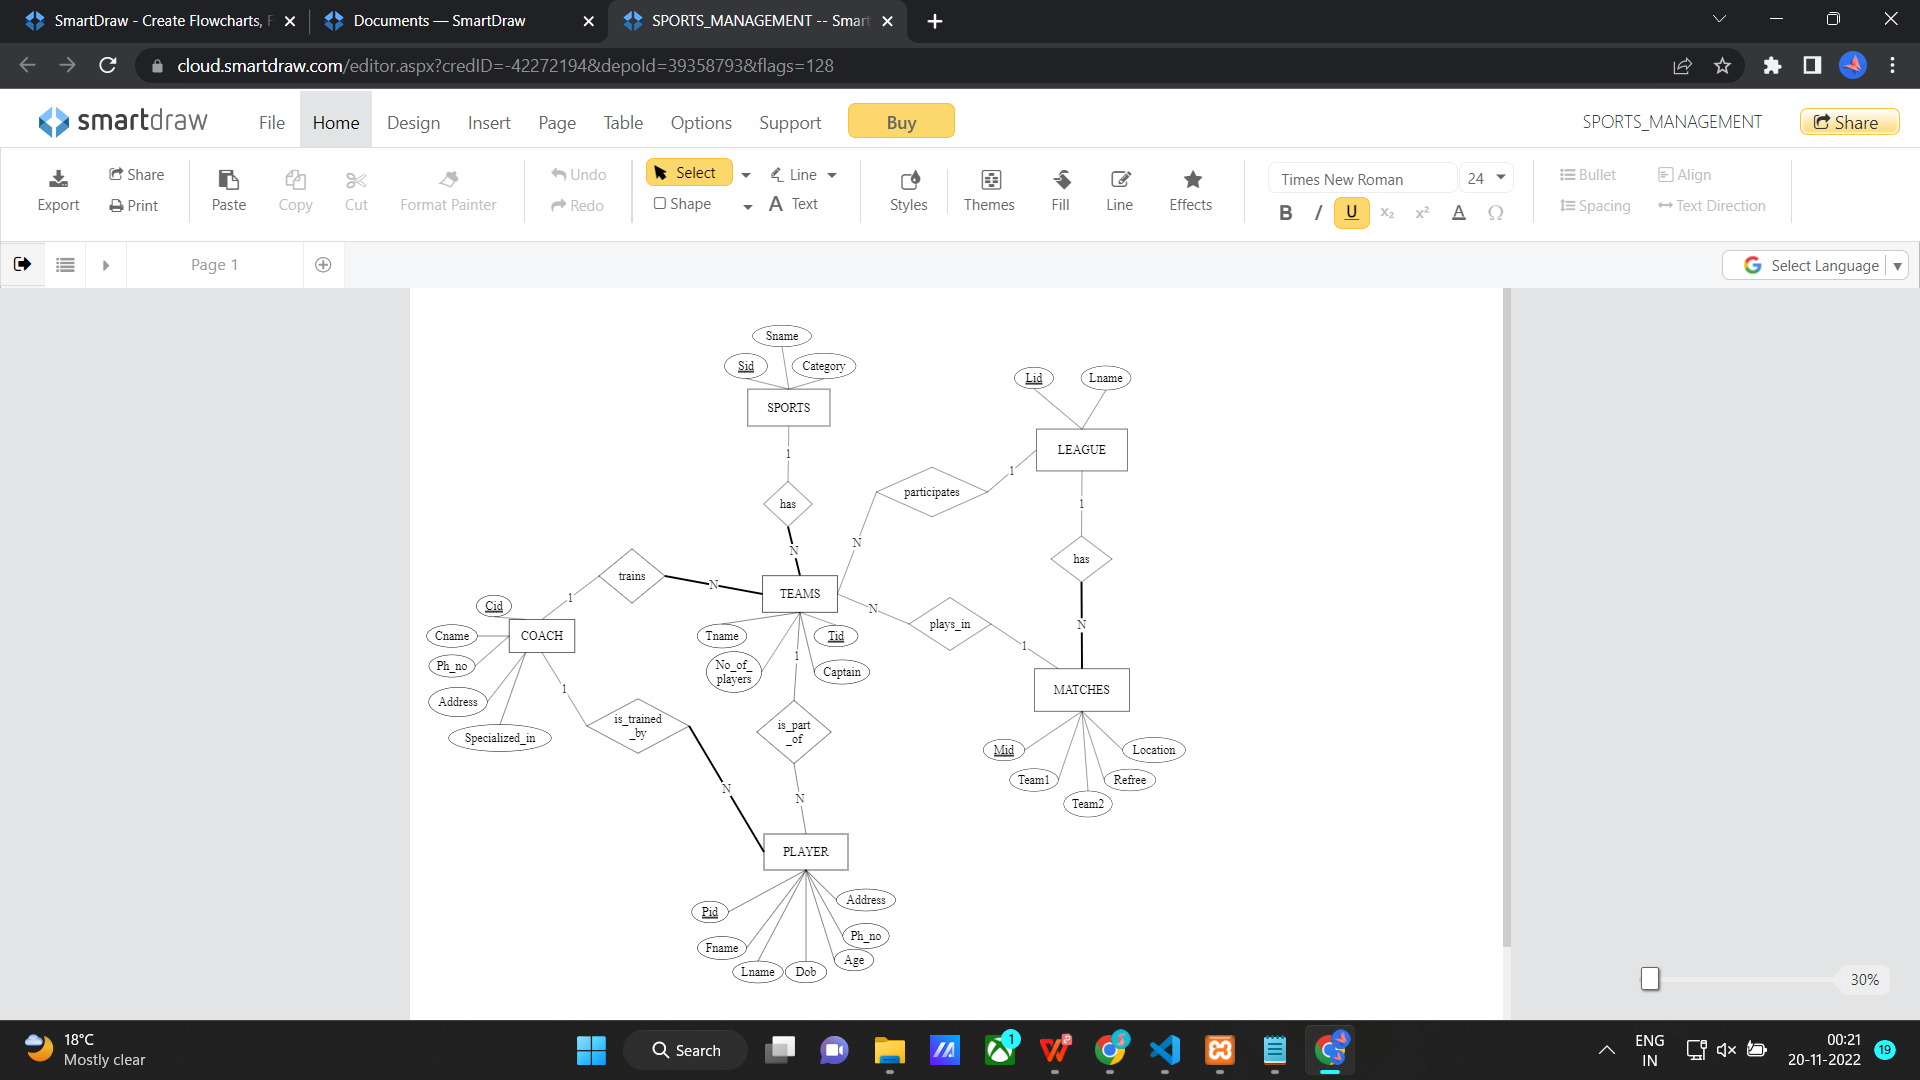 SmartDraw - Create Flowcharts, F
Documents — SmartDraw
SPORTS_MANAGEMENT -- Smart
cloud.smartdraw.com/editor.aspx?credID=-42272194&depoId=39358793&flags=128
smartdraw
File
Home
Design
Insert
Page
Table
Options
Support
Buy
SPORTS_MANAGEMENT
Share
Export
Share
Print
Paste
Copy
Cut
Format Painter
Undo
Redo
Select
Shape
Line
A Text
Styles
Themes
Fill
Line
Effects
Times New Roman
24
B I U x₂ x² A Ω
Bullet
Spacing
Align
Text Direction
Page 1
Select Language
Sname
Sid
Category
SPORTS
1
has
N
Lid
Lname
LEAGUE
1
participates
N
1
has
N
trains
1
N
TEAMS
Cid
COACH
Cname
Ph_no
Address
Specialized_in
Tname
Tid
No_of_
players
Captain
N
plays_in
1
MATCHES
Mid
Location
Team1
Refree
Team2
1
is_trained
_by
N
1
is_part
_of
N
PLAYER
Pid
Address
Fname
Ph_no
Lname
Dob
Age
30%
18°C
Mostly clear
Search
1
ENG
IN
00:21
20-11-2022
19